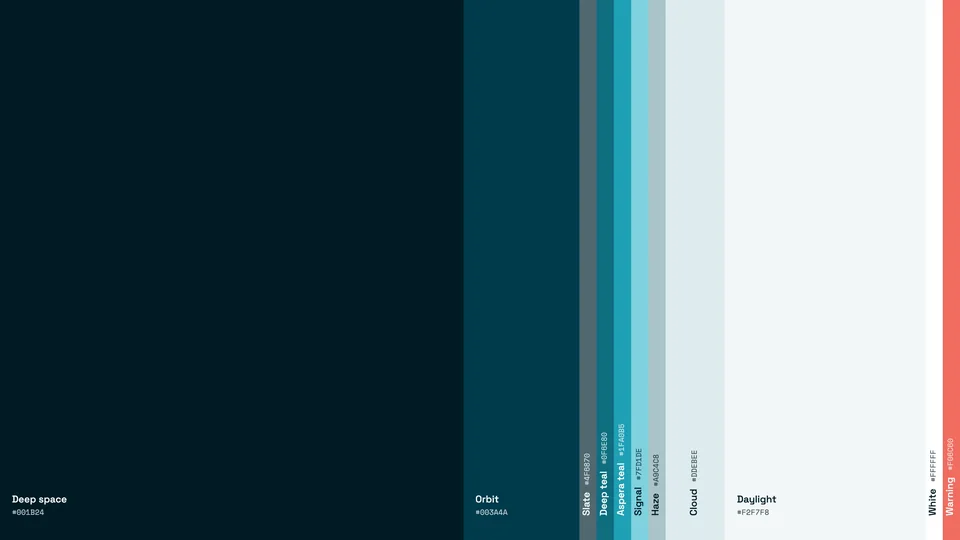 Deep space
#001B24
Orbit
#003A4A
Slate #4F6870
Deep teal #0F6E80
Aspera teal #1FA0B5
Signal #7FD1DE
Haze #A9C4C8
Cloud #DDEBEE
Daylight
#F2F7F8
White #FFFFFF
Warning #F06C60